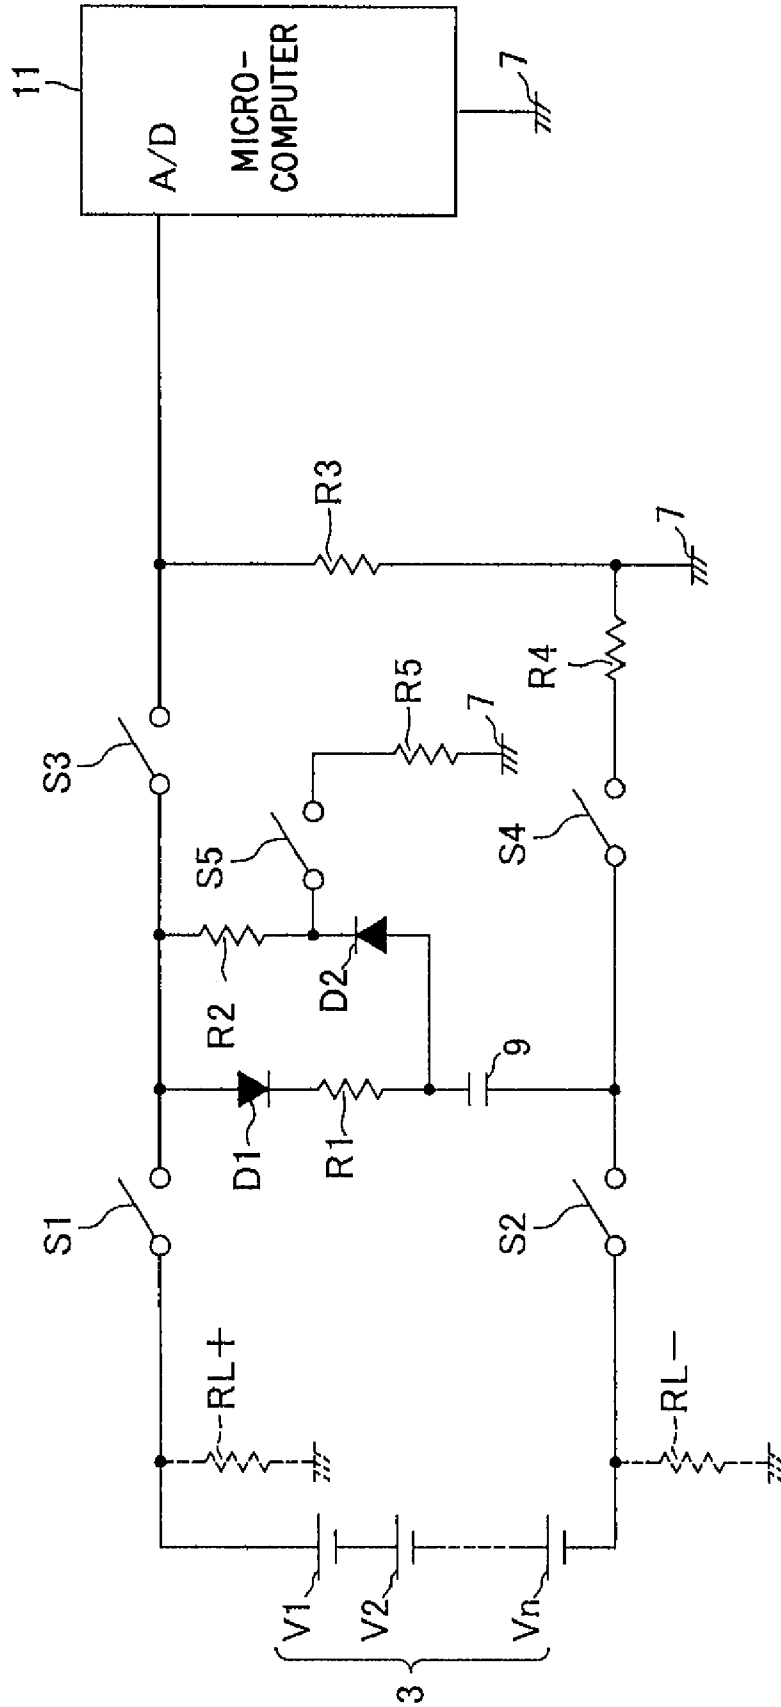 11
A/D
MICRO-
COMPUTER
7
S3
R3
7
S5
R5
7
R4
S4
R2
D2
S1
D1
R1
9
S2
RL+
RL-
V1
V2
Vn
3